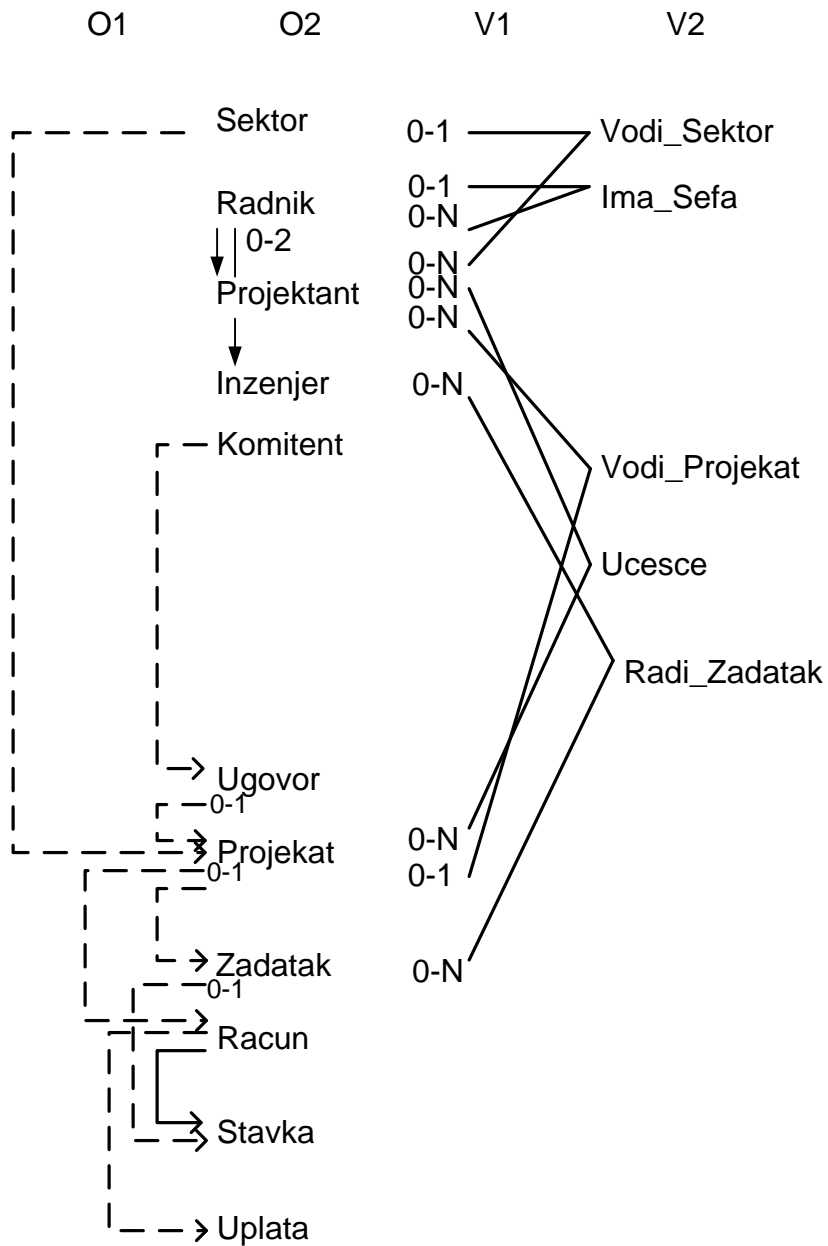 O1 O2 V1 V2
Sektor 0-1 Vodi_Sektor
0-1 Ima_Sefa
Radnik 0-N
0-2
0-N
Projektant 0-N
0-N
Inzenjer 0-N
Komitent
Vodi_Projekat
Ucesce
Radi_Zadatak
Ugovor
0-1
Projekat 0-N
0-1 0-1
Zadatak 0-N
0-1
Racun
Stavka
Uplata